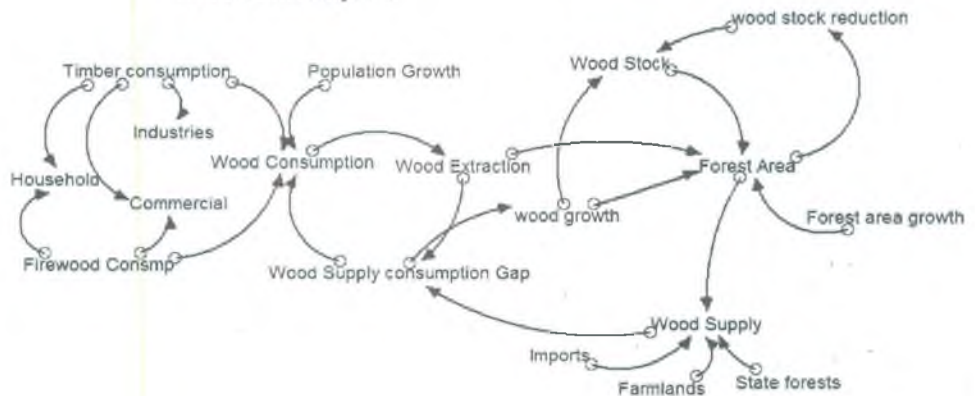 wood stock reduction
Timber consumption
Population Growth
Wood Stock
Industries
Wood Consumption
Wood Extraction
Forest Area
Household
Commercial
wood growth
Forest area growth
Firewood Consmp
Wood Supply consumption Gap
Wood Supply
Imports
Farmlands
State forests